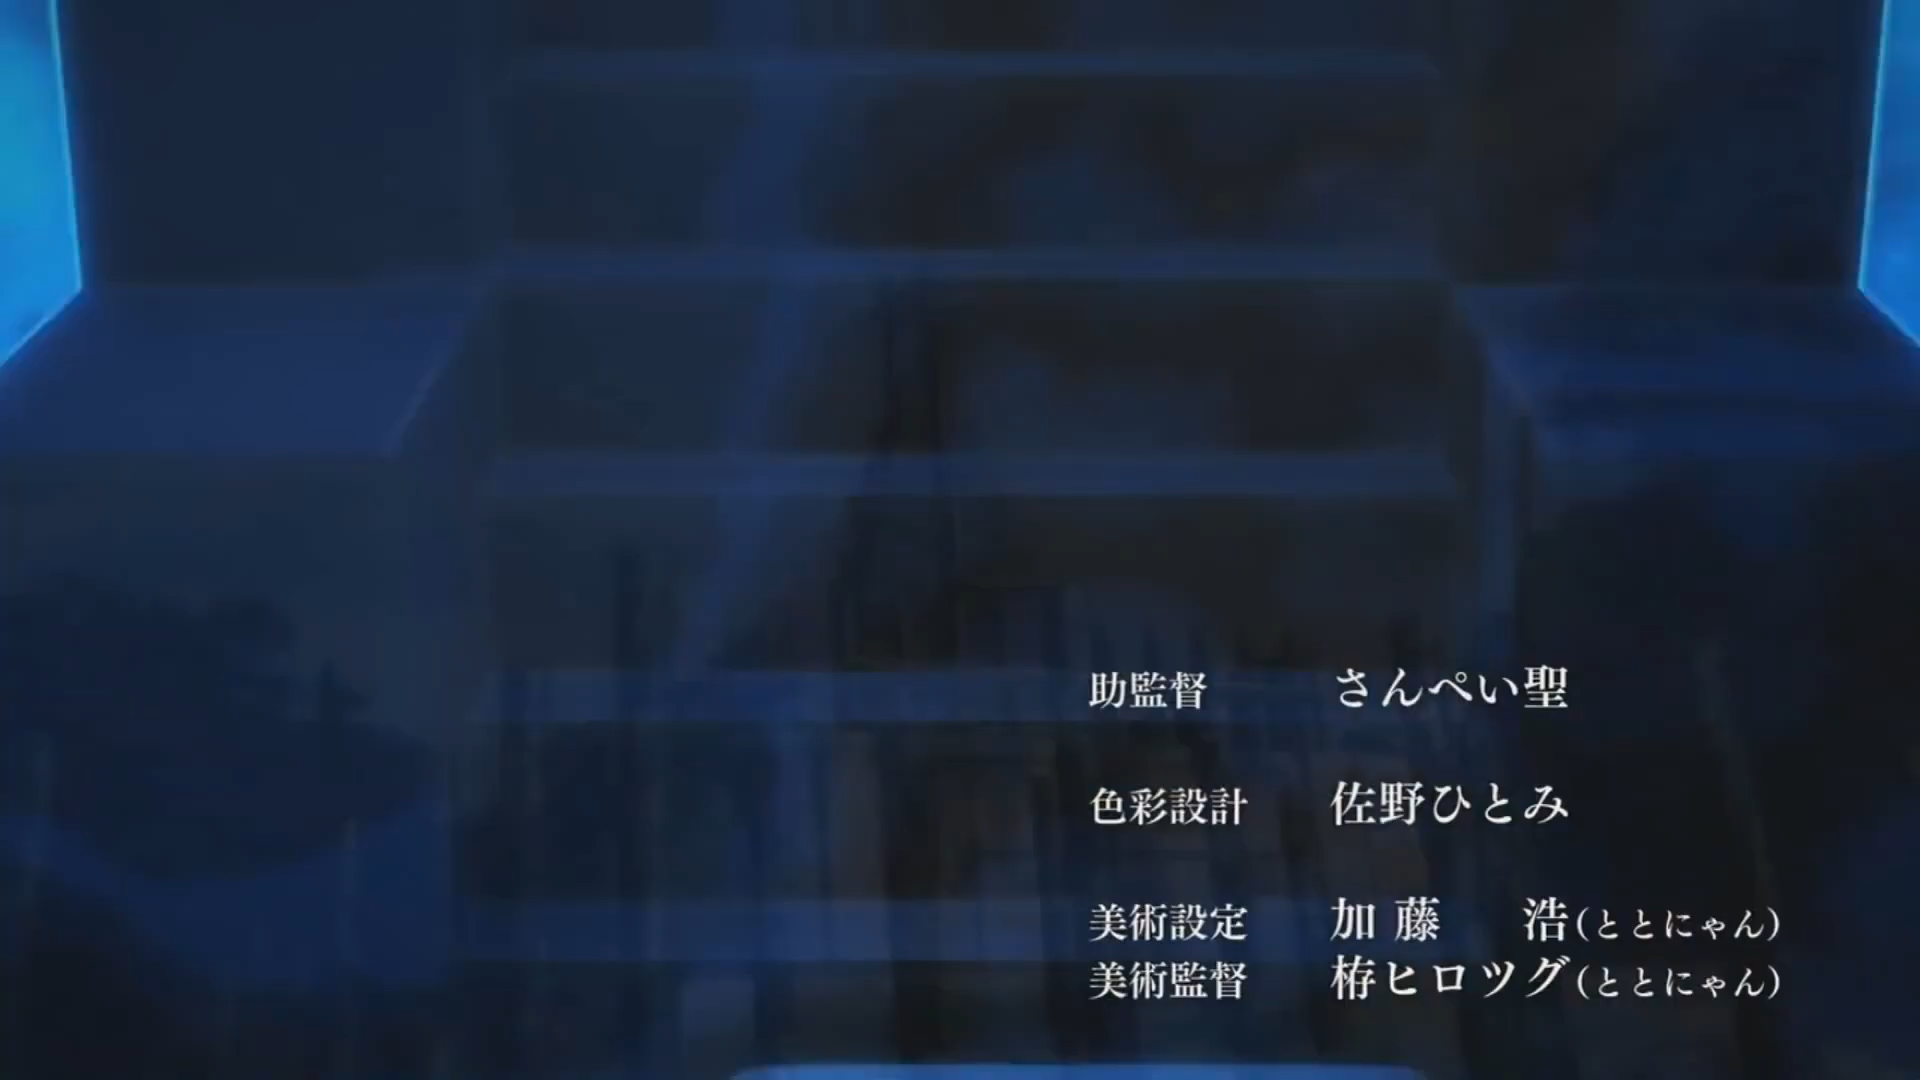 助監督 さんぺい聖
色彩設計 佐野ひとみ
美術設定 加藤 浩(ととにゃん)
美術監督 栫ヒロツグ(ととにゃん)